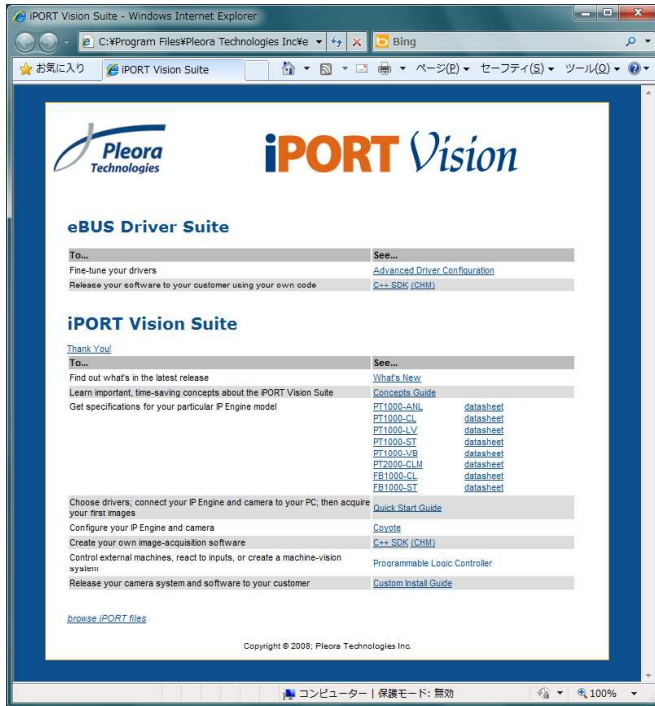 iPORT Vision Suite - Windows Internet Explorer
C:¥Program Files¥Pleora Technologies Inc¥e
Bing
お気に入り
iPORT Vision Suite
ページ(P)
セーフティ(S)
ツール(O)
Pleora
Technologies
iPORT Vision
eBUS Driver Suite
To... See...
Fine-tune your drivers Advanced Driver Configuration
Release your software to your customer using your own code C++ SDK (CHM)
iPORT Vision Suite
Thank You!
To... See...
Find out what's in the latest release What's New
Learn important, time-saving concepts about the iPORT Vision Suite Concepts Guide
Get specifications for your particular IP Engine model PT1000-ANL datasheet
PT1000-CL datasheet
PT1000-LV datasheet
PT1000-ST datasheet
PT1000-VB datasheet
PT2000-CLM datasheet
FB1000-CL datasheet
FB1000-ST datasheet
Choose drivers; connect your IP Engine and camera to your PC; then acquire
your first images Quick Start Guide
Configure your IP Engine and camera Coyote
Create your own image-acquisition software C++ SDK (CHM)
Control external machines, react to inputs, or create a machine-vision
system Programmable Logic Controller
Release your camera system and software to your customer Custom Install Guide
browse iPORT files
Copyright © 2008; Pleora Technologies Inc.
コンピューター | 保護モード: 無効
100%